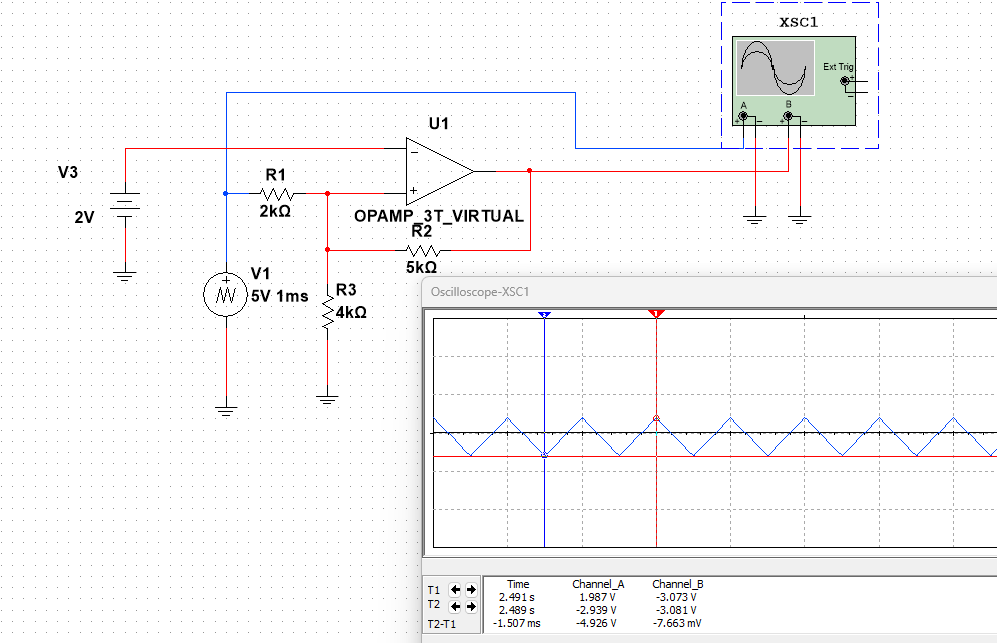 XSC1
Ext Trig
+
−
A
B
+
−
+
−
U1
V3
2V
R1
2kΩ
−
+
OPAMP_3T_VIRTUAL
R2
5kΩ
V1
5V 1ms
+
R3
4kΩ
Oscilloscope-XSC1
2
1
T1
T2
T2-T1
Time Channel_A Channel_B
2.491 s 1.987 V -3.073 V
2.489 s -2.939 V -3.081 V
-1.507 ms -4.926 V -7.663 mV